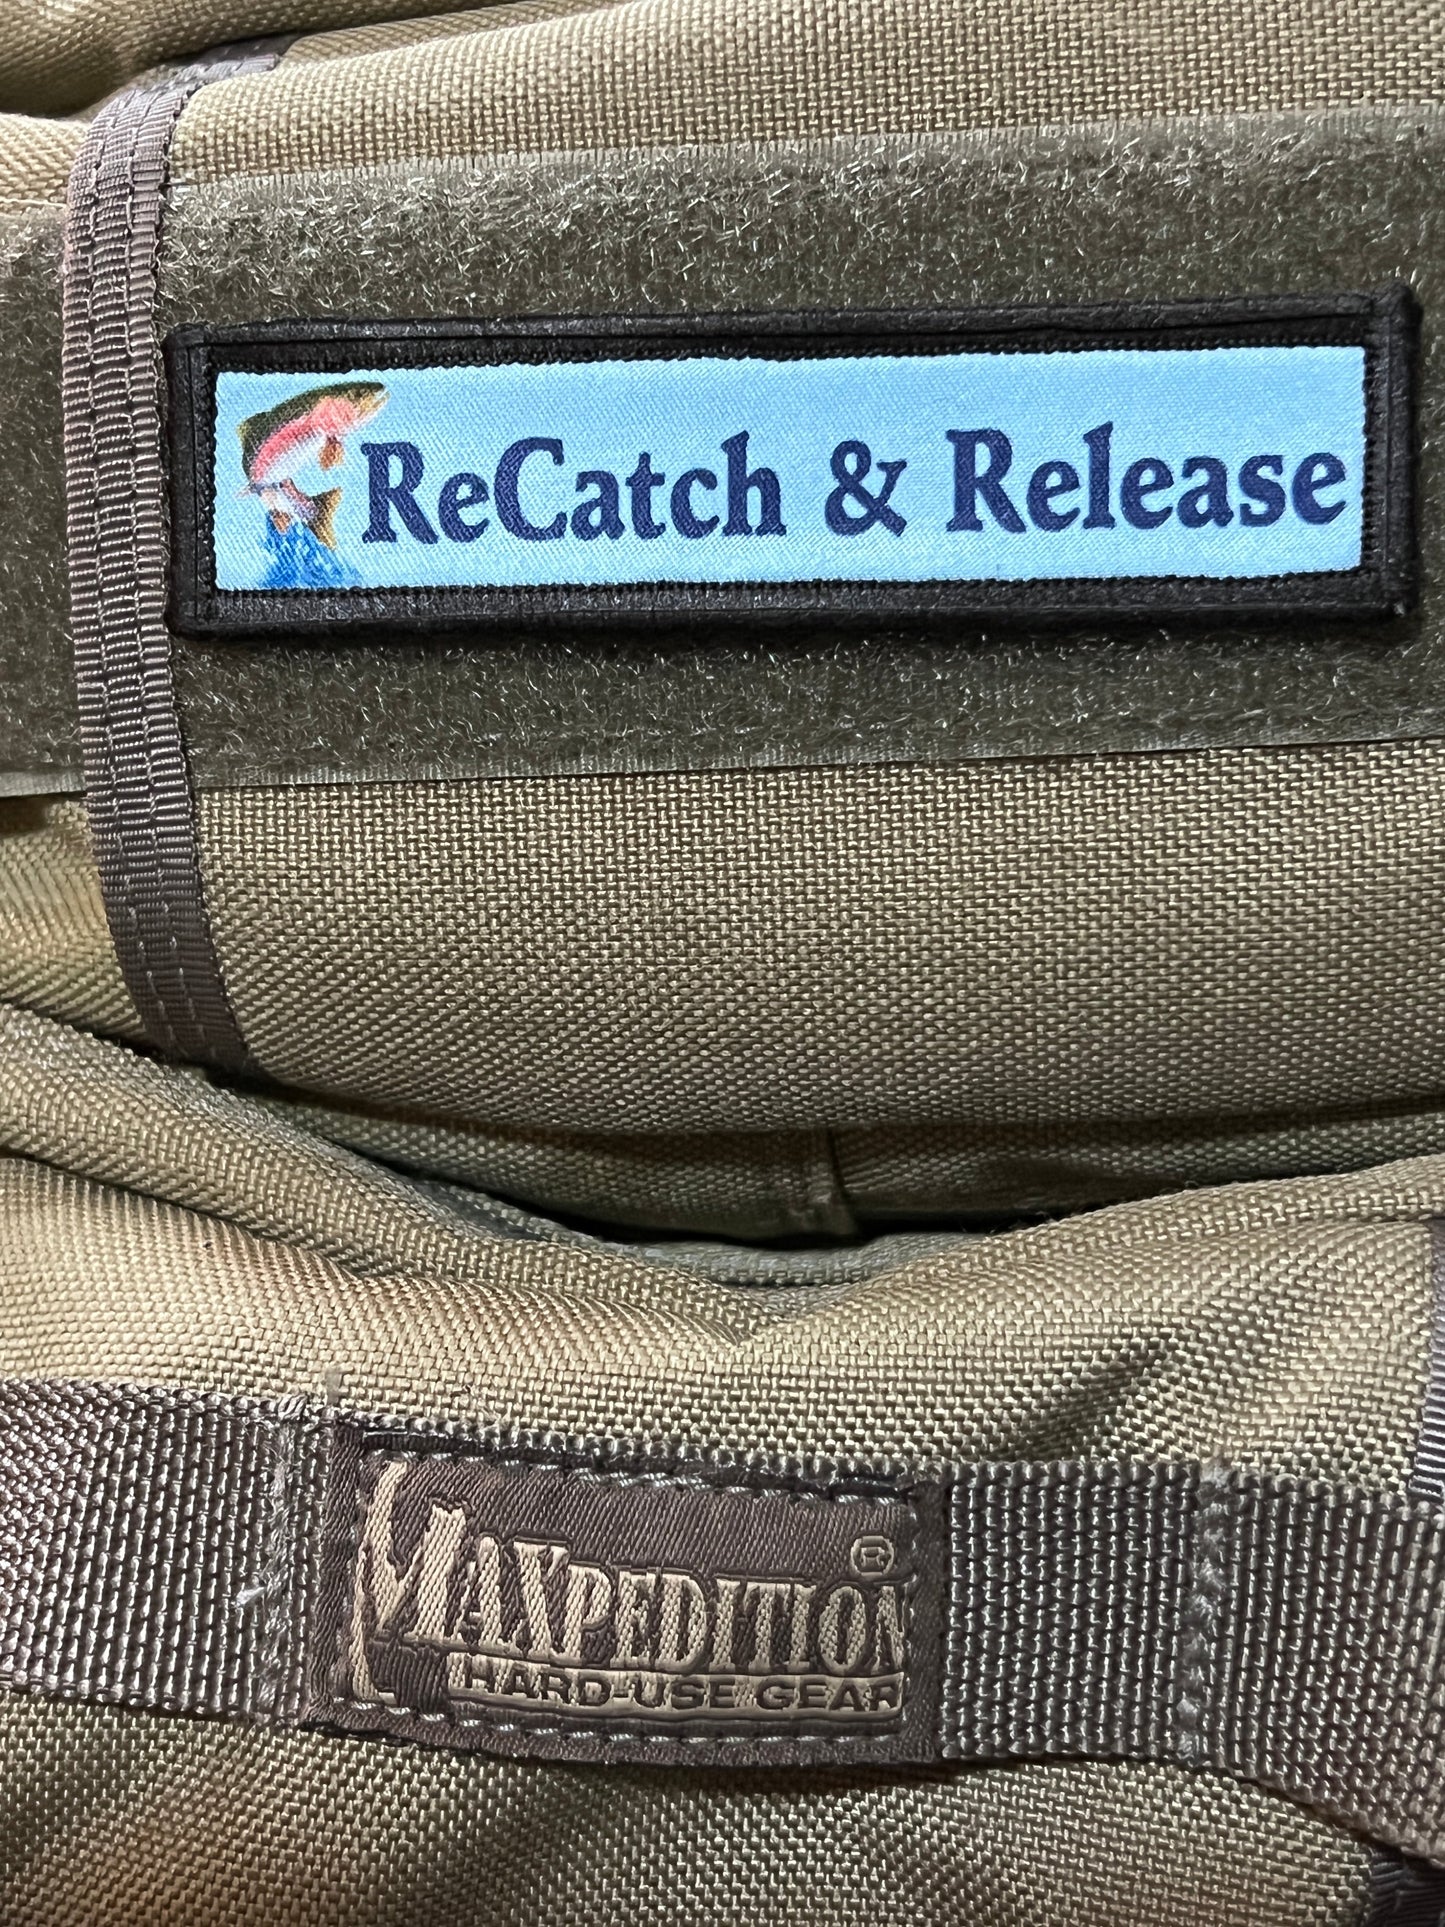 ReCatch & Release
MAXPEDITION®
HARD-USE GEAR